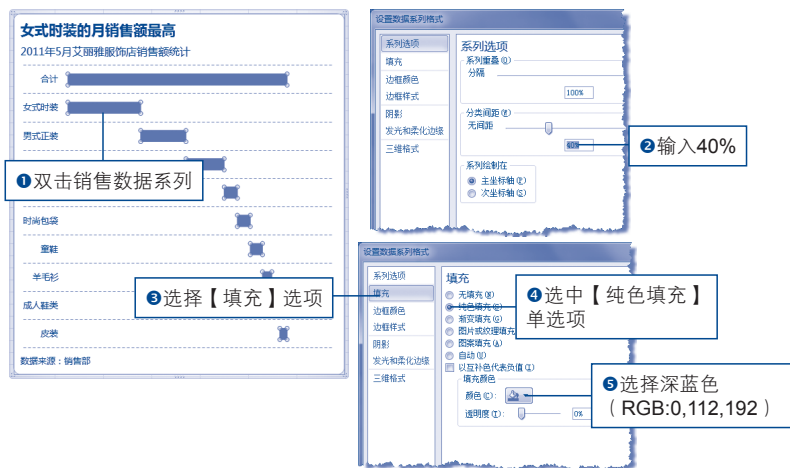 女式时装的月销售额最高
2011年5月艾丽雅服饰店销售额统计
合计
女式时装
男式正装
❶双击销售数据系列
时尚包袋
童鞋
羊毛衫
成人鞋类
皮装
数据来源：销售部
设置数据系列格式
系列选项
填充
边框颜色
边框样式
阴影
发光和柔化边缘
三维格式
系列选项
系列重叠(O)
分隔
100%
分类间距(W)
无间距
40%
系列绘制在
主坐标轴(P)
次坐标轴(S)
❷输入40%
❸选择【填充】选项
设置数据系列格式
系列选项
填充
边框颜色
边框样式
阴影
发光和柔化边缘
三维格式
填充
无填充(N)
纯色填充(S)
渐变填充(G)
图片或纹理填充
图案填充(A)
自动(U)
以互补色代表负值(I)
填充颜色
颜色(C):
透明度(T):
0%
❹选中【纯色填充】
单选项
❺选择深蓝色
（RGB:0,112,192）